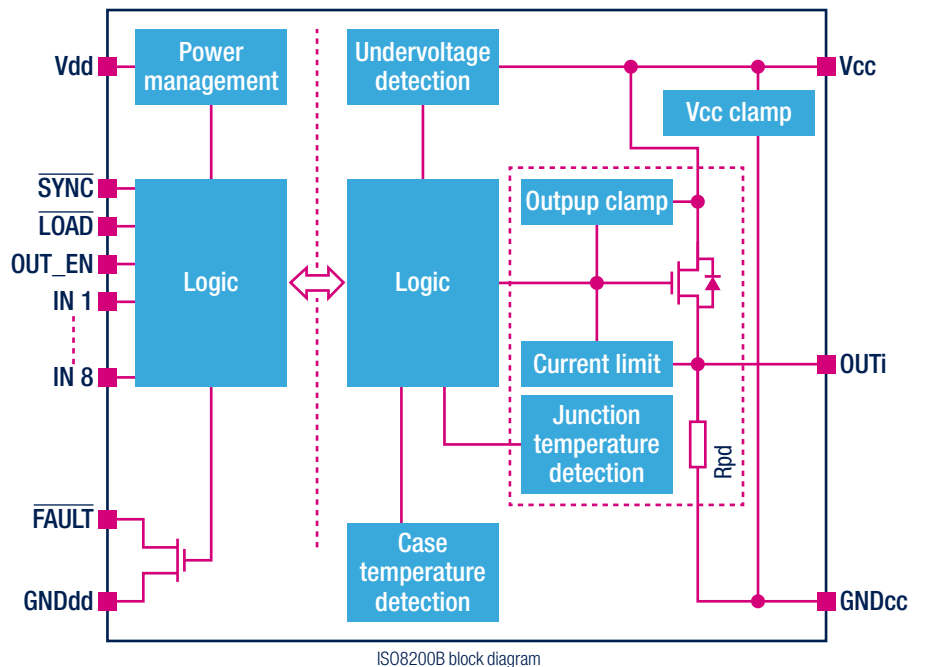 Vdd
Power
management
Undervoltage
detection
Vcc
Vcc clamp
SYNC
LOAD
OUT_EN
IN 1
IN 8
Logic
Logic
Outpup clamp
Current limit
OUTi
Junction
temperature
detection
Rpd
FAULT
GNDdd
Case
temperature
detection
GNDcc
ISO8200B block diagram